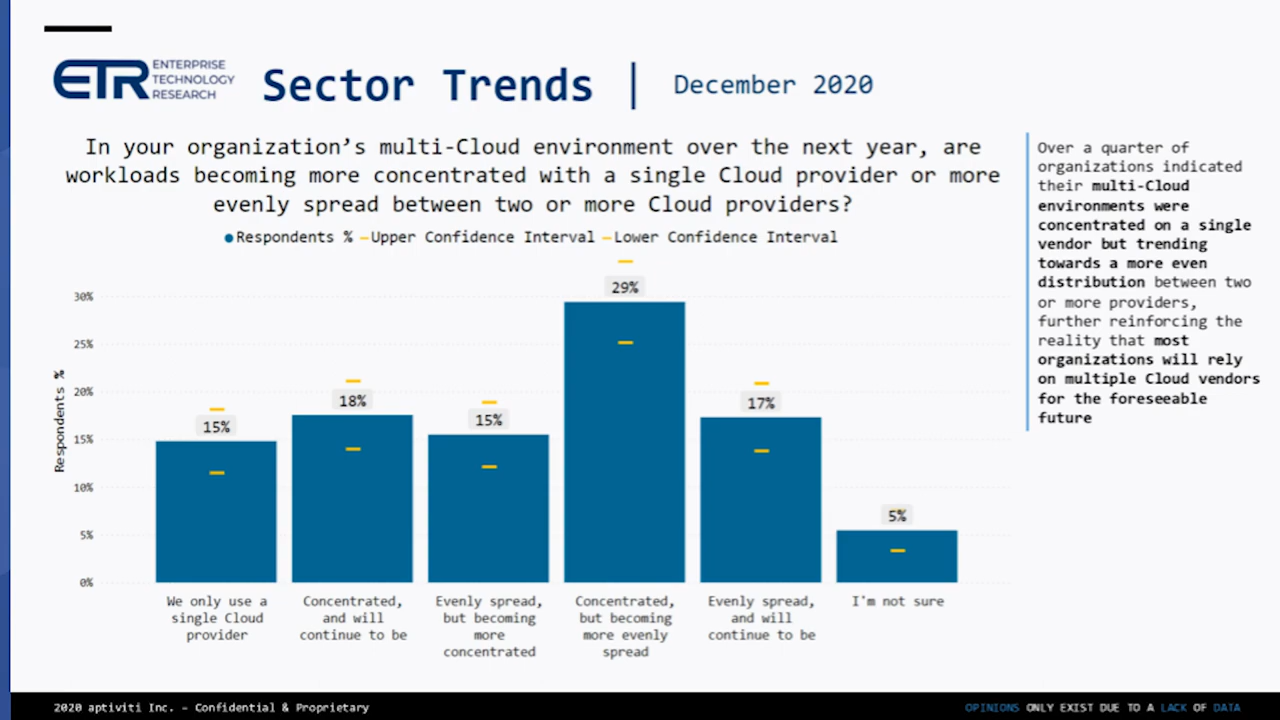 ETR ENTERPRISE
TECHNOLOGY
RESEARCH
Sector Trends | December 2020
In your organization's multi-Cloud environment over the next year, are
workloads becoming more concentrated with a single Cloud provider or more
evenly spread between two or more Cloud providers?
Respondents % Upper Confidence Interval Lower Confidence Interval
Respondents %
30%
25%
20%
15%
10%
5%
0%
15%
18%
15%
29%
17%
5%
We only use a
single Cloud
provider
Concentrated,
and will
continue to be
Evenly spread,
but becoming
more
concentrated
Concentrated,
but becoming
more evenly
spread
Evenly spread,
and will
continue to be
I'm not sure
Over a quarter of
organizations indicated
their multi-Cloud
environments were
concentrated on a single
vendor but trending
towards a more even
distribution between two
or more providers,
further reinforcing the
reality that most
organizations will rely
on multiple Cloud vendors
for the foreseeable
future
2020 aptiviti Inc. – Confidential & Proprietary
OPINIONS ONLY EXIST DUE TO A LACK OF DATA